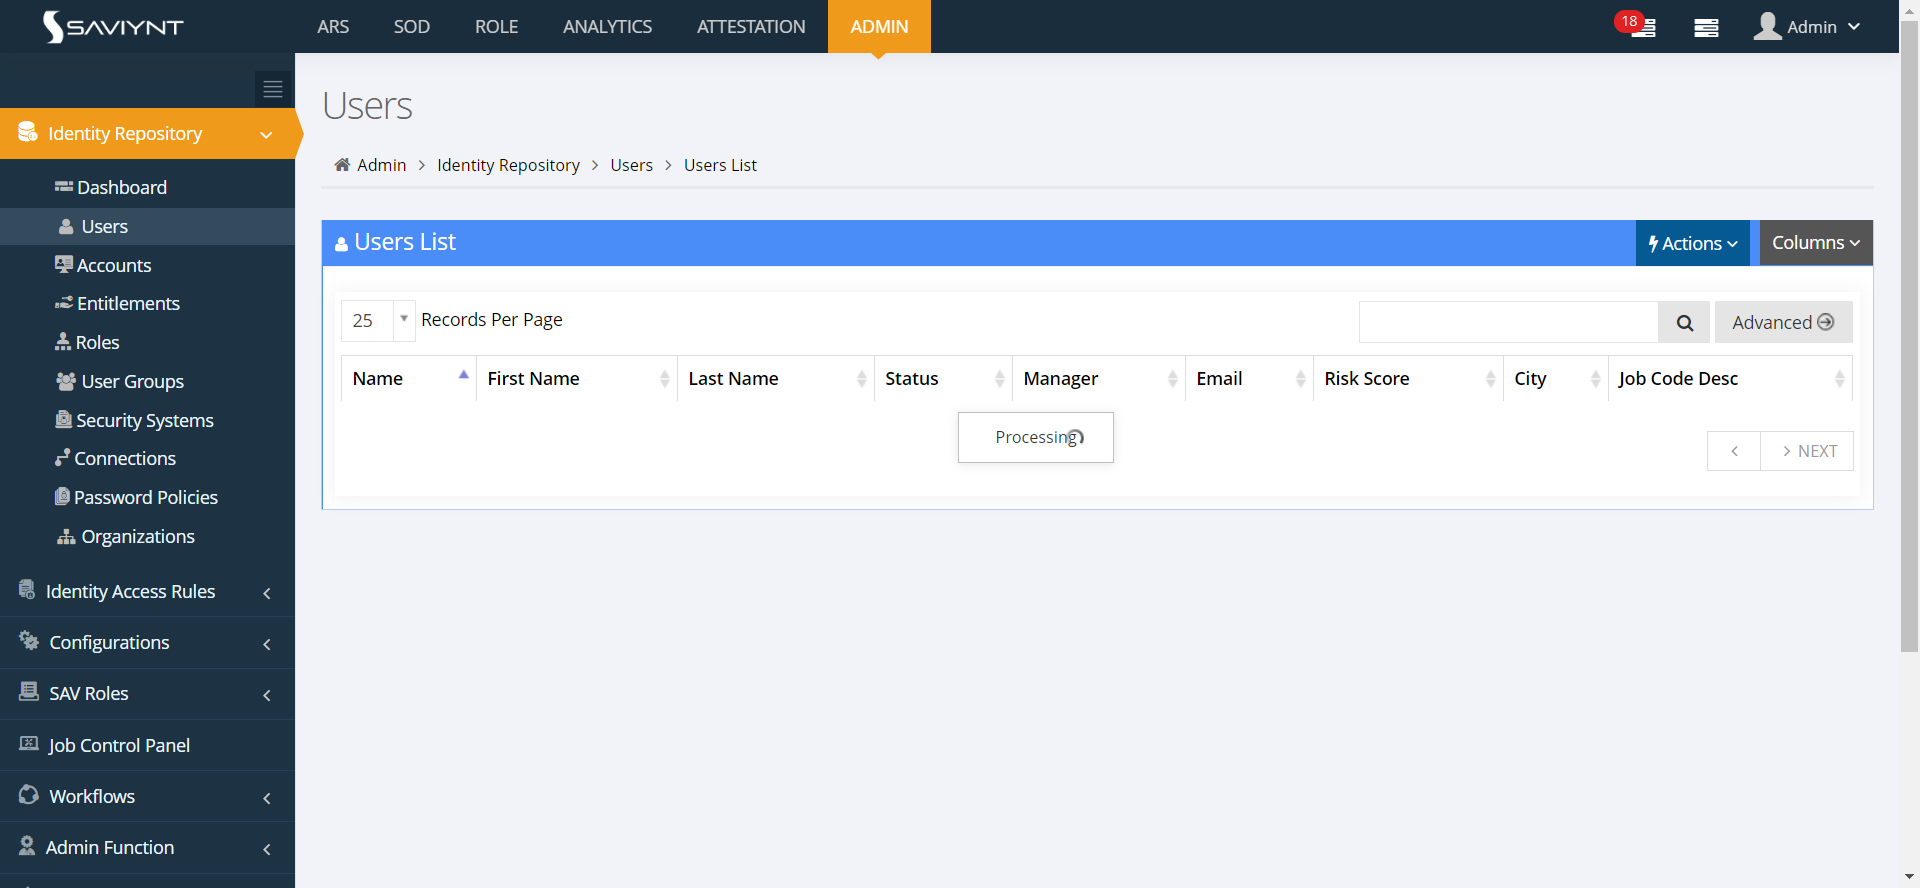 SAVIYNT
ARS SOD ROLE ANALYTICS ATTESTATION ADMIN
18
Admin
Identity Repository
Dashboard
Users
Accounts
Entitlements
Roles
User Groups
Security Systems
Connections
Password Policies
Organizations
Identity Access Rules
Configurations
SAV Roles
Job Control Panel
Workflows
Admin Function
Users
Admin > Identity Repository > Users > Users List
Users List
Actions
Columns
25 Records Per Page
Advanced
Name First Name Last Name Status Manager Email Risk Score City Job Code Desc
Processing
< > NEXT